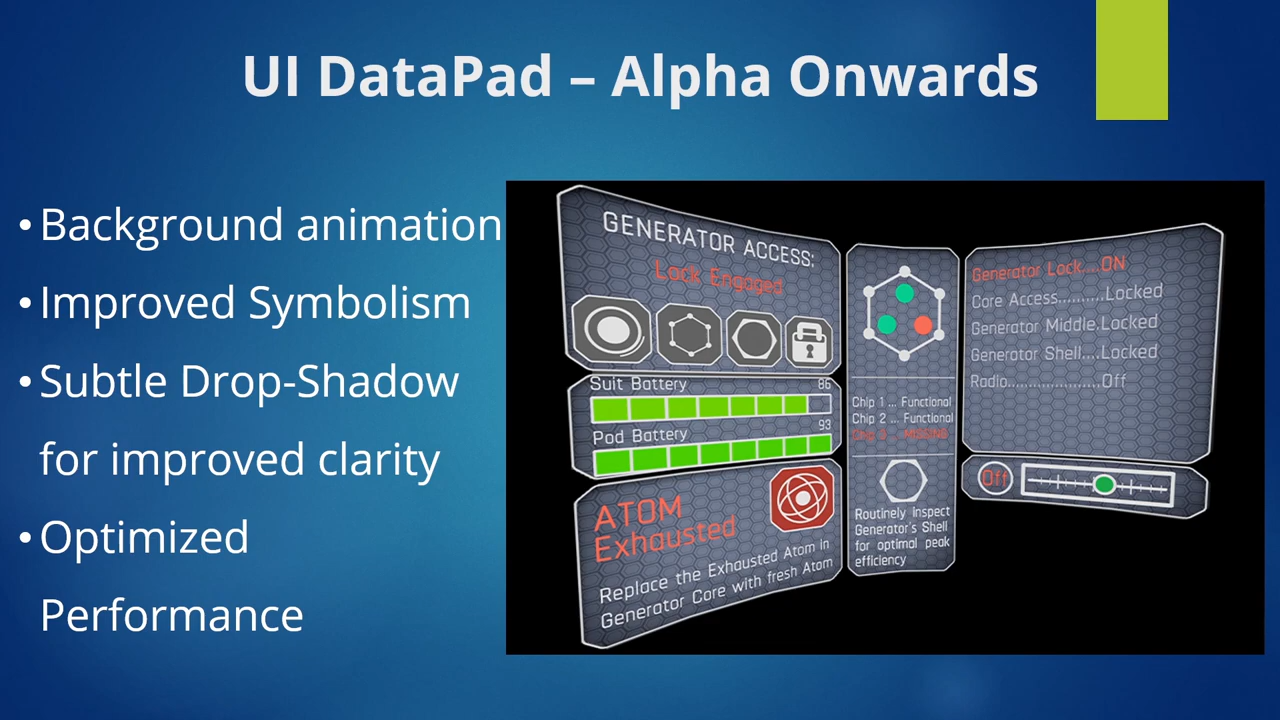 UI DataPad – Alpha Onwards
• Background animation
• Improved Symbolism
• Subtle Drop-Shadow
for improved clarity
• Optimized
Performance
GENERATOR ACCESS:
Lock Engaged
Suit Battery 86
Pod Battery 93
ATOM
Exhausted
Replace the Exhausted Atom in
Generator Core with fresh Atom
Chip 1 ... Functional
Chip 2 ... Functional
Chip 3 ... MISSING
Routinely inspect
Generator's Shell
for optimal peak
efficiency
Generator Lock....ON
Core Access..........Locked
Generator Middle.Locked
Generator Shell....Locked
Radio.....................Off
Off